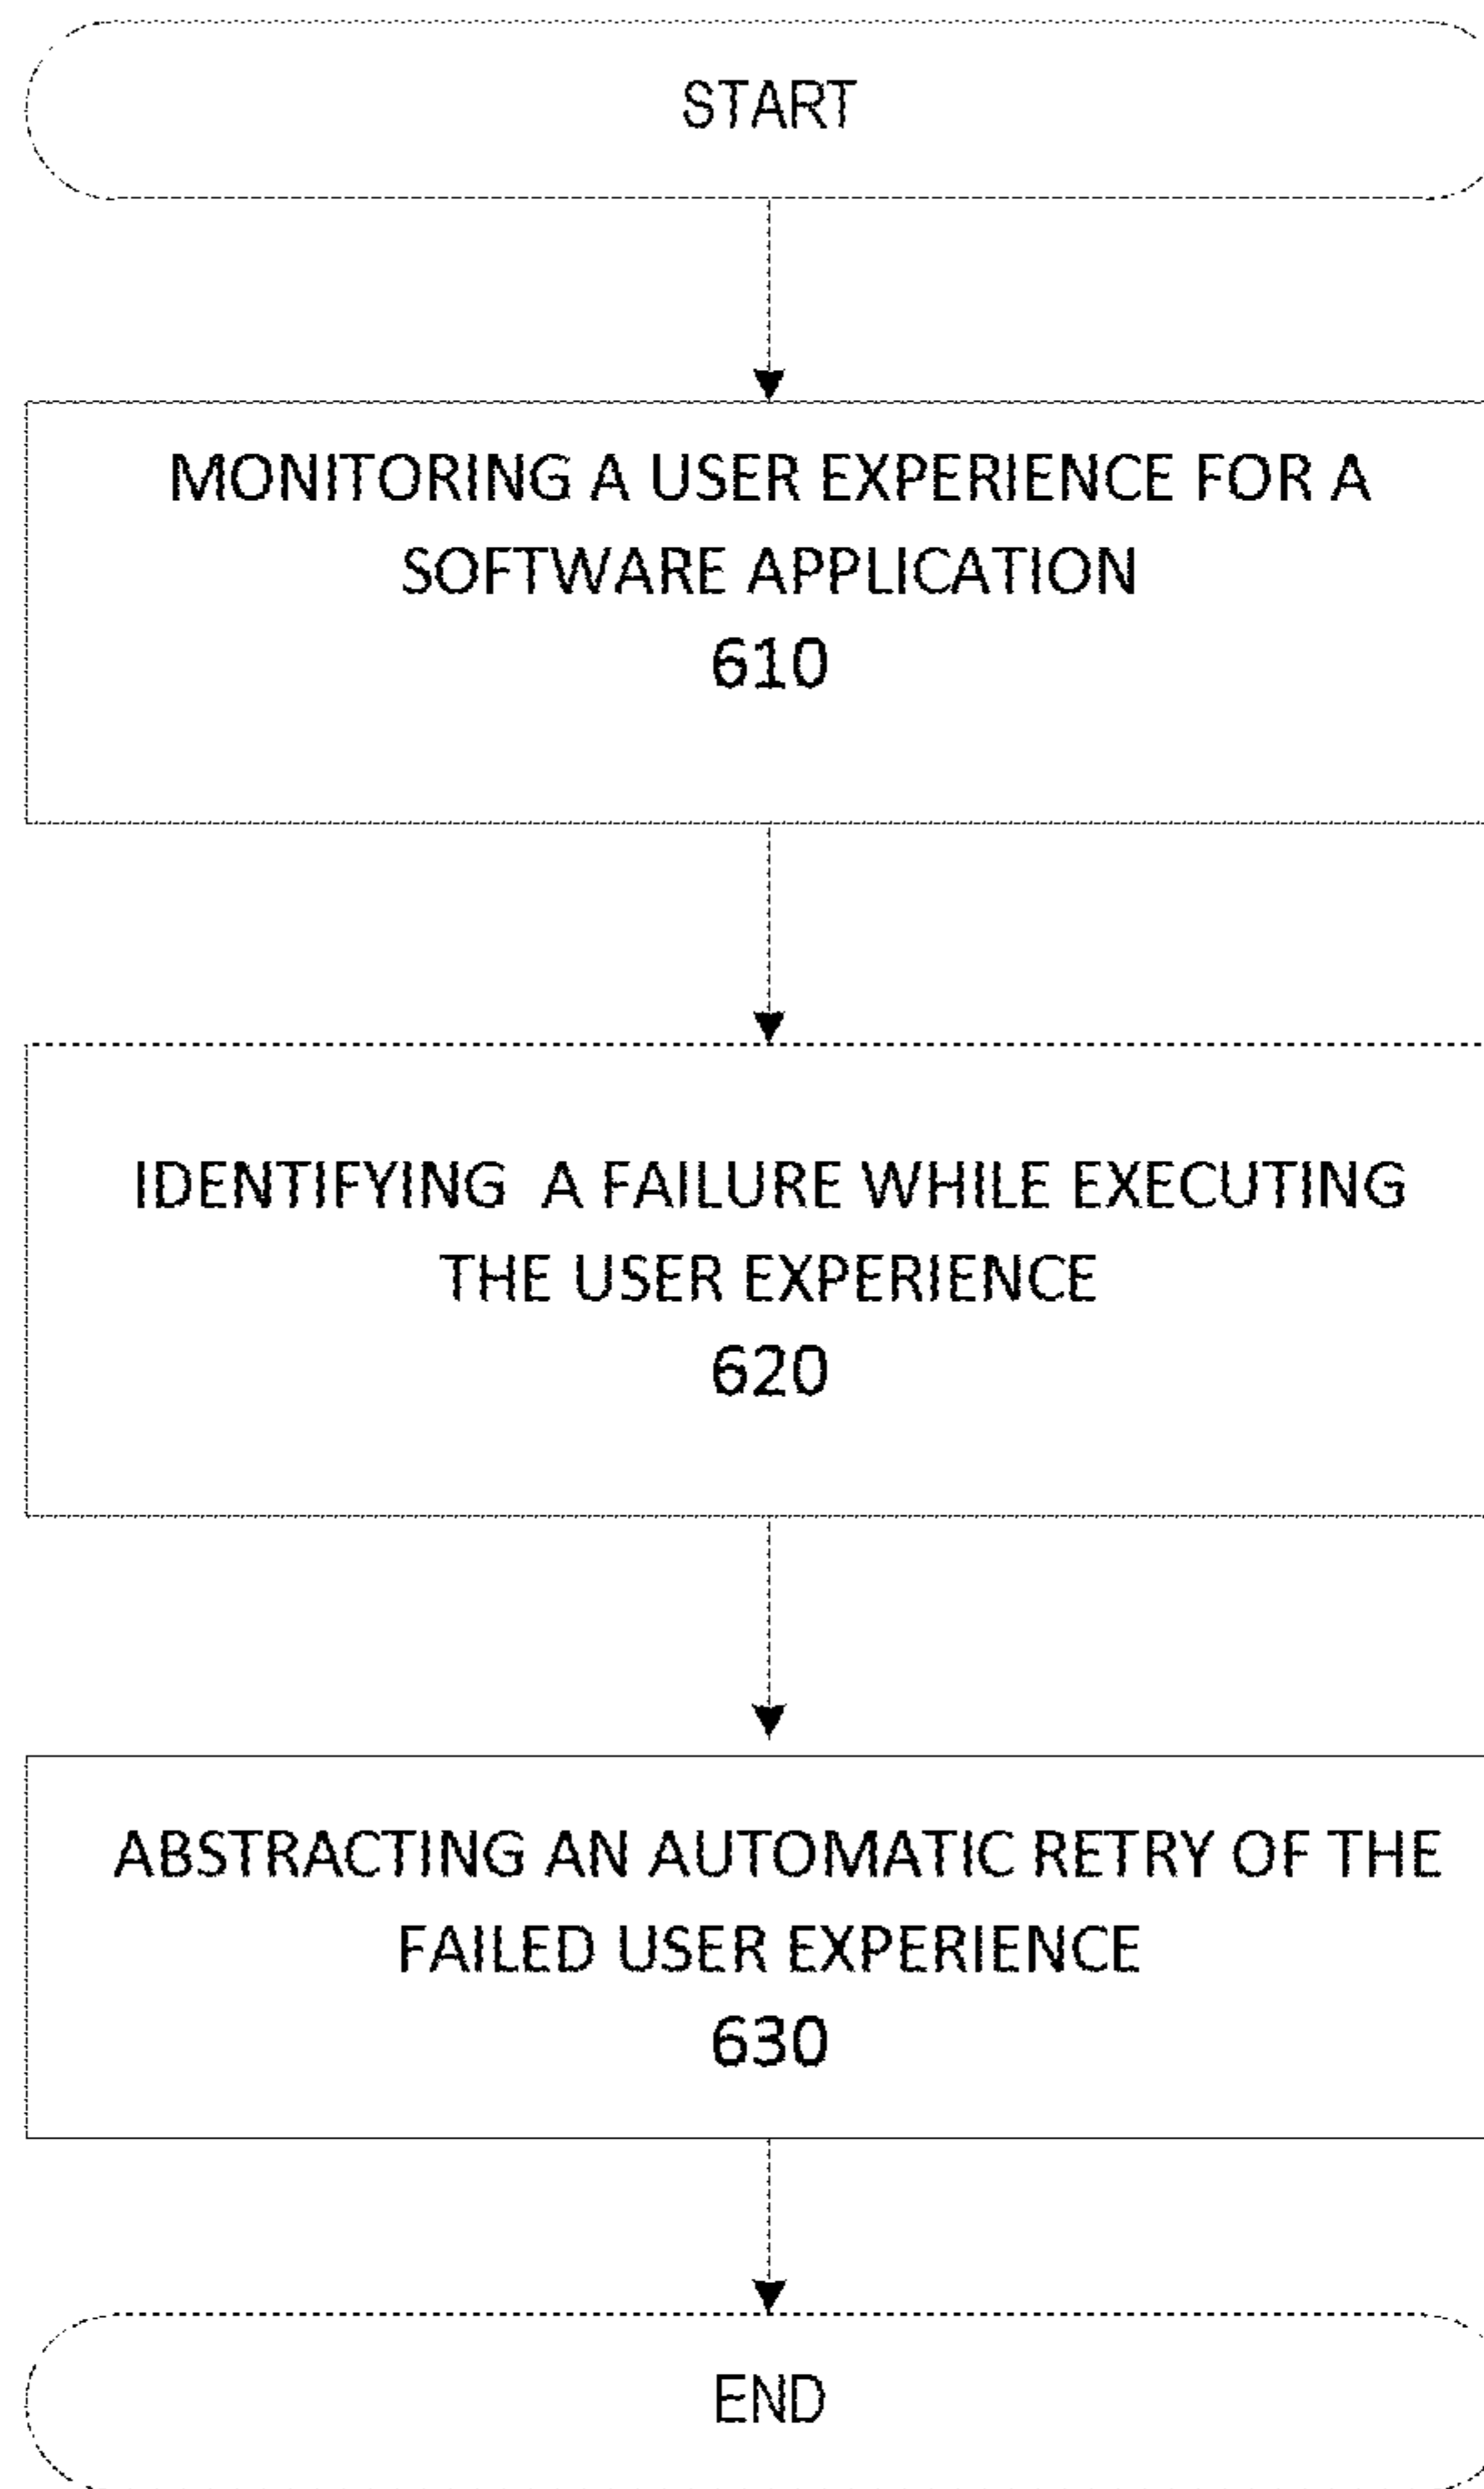 START
MONITORING A USER EXPERIENCE FOR A
SOFTWARE APPLICATION
610
IDENTIFYING A FAILURE WHILE EXECUTING
THE USER EXPERIENCE
620
ABSTRACTING AN AUTOMATIC RETRY OF THE
FAILED USER EXPERIENCE
630
END